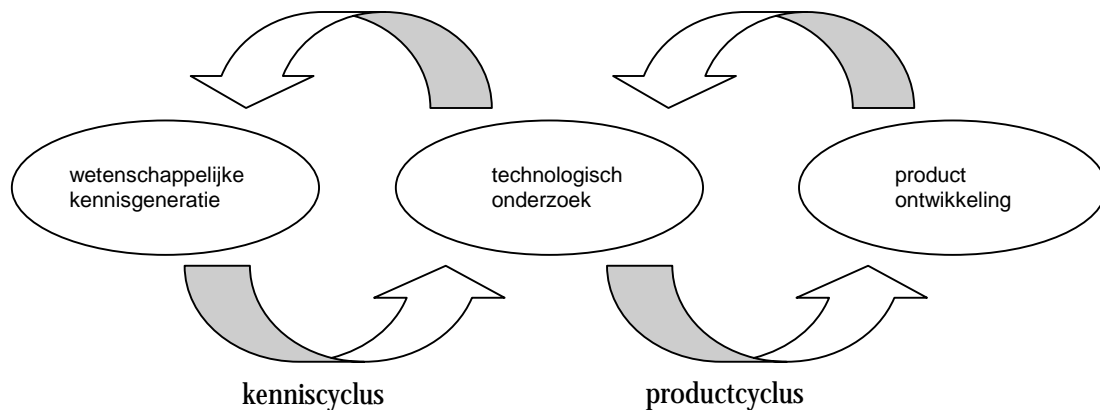 wetenschappelijke
kennisgeneratie
technologisch
onderzoek
product
ontwikkeling
kenniscyclus
productcyclus